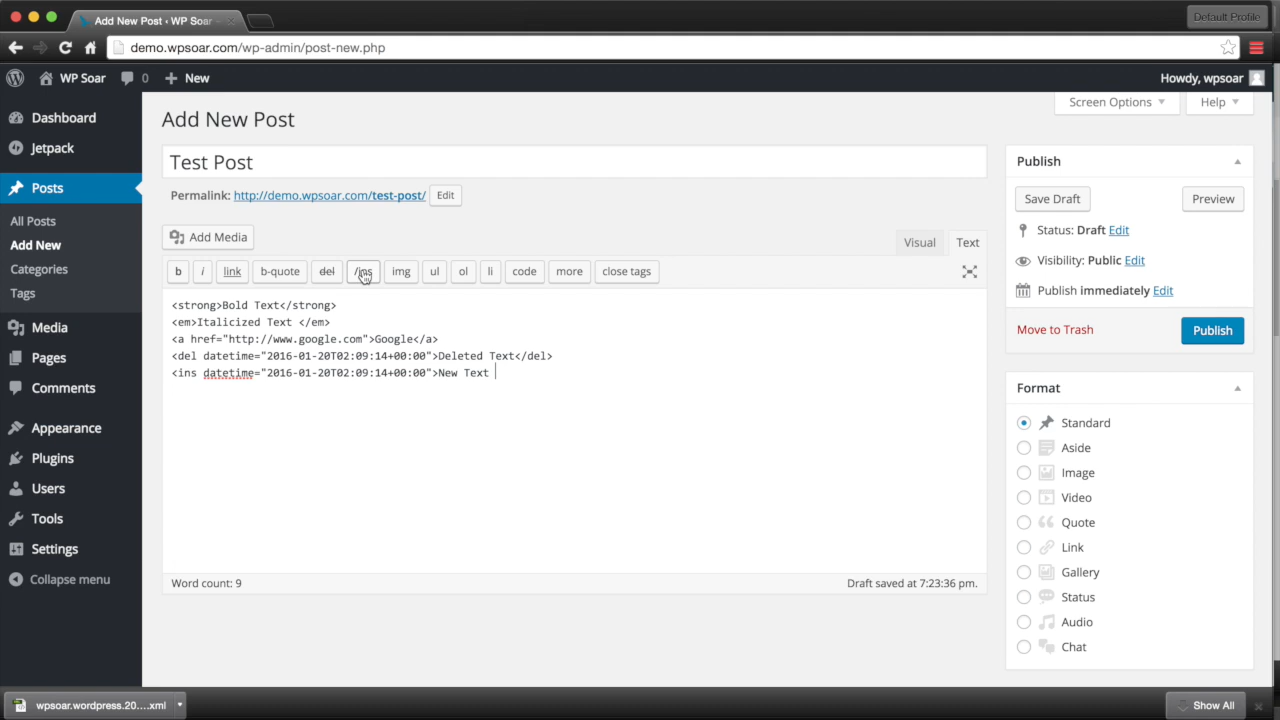 Add New Post ‹ WP Soar
Default Profile
demo.wpsoar.com/wp-admin/post-new.php
WP Soar
0
New
Howdy, wpsoar
Dashboard
Jetpack
Posts
All Posts
Add New
Categories
Tags
Media
Pages
Comments
Appearance
Plugins
Users
Tools
Settings
Collapse menu
Screen Options
Help
Add New Post
Test Post
Permalink: http://demo.wpsoar.com/test-post/ Edit
Add Media
Visual Text
b i link b-quote del /ins img ul ol li code more close tags
<strong>Bold Text</strong>
<em>Italicized Text </em>
<a href="http://www.google.com">Google</a>
<del datetime="2016-01-20T02:09:14+00:00">Deleted Text</del>
<ins datetime="2016-01-20T02:09:14+00:00">New Text
Word count: 9
Draft saved at 7:23:36 pm.
Publish
Save Draft Preview
Status: Draft Edit
Visibility: Public Edit
Publish immediately Edit
Move to Trash Publish
Format
Standard
Aside
Image
Video
Quote
Link
Gallery
Status
Audio
Chat
wpsoar.wordpress.20....xml
Show All